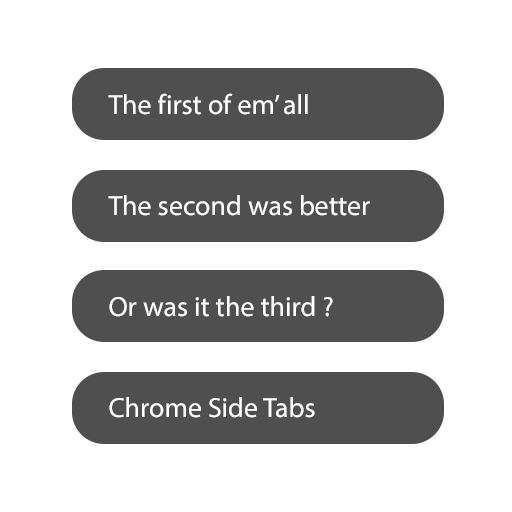 The first of em’ all
The second was better
Or was it the third ?
Chrome Side Tabs